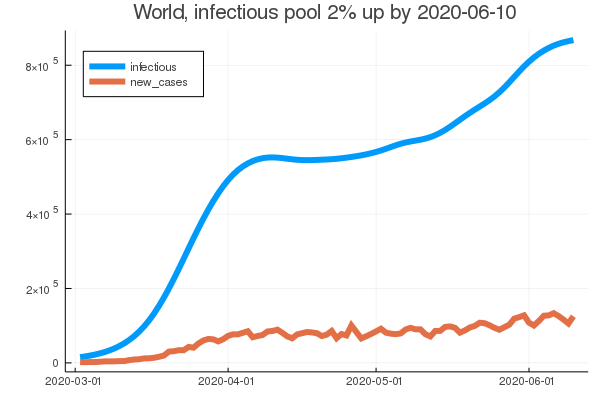 World, infectious pool 2% up by 2020-06-10
8×10 5
infectious
new_cases
6×10 5
4×10 5
2×10 5
0
2020-03-01 2020-04-01 2020-05-01 2020-06-01